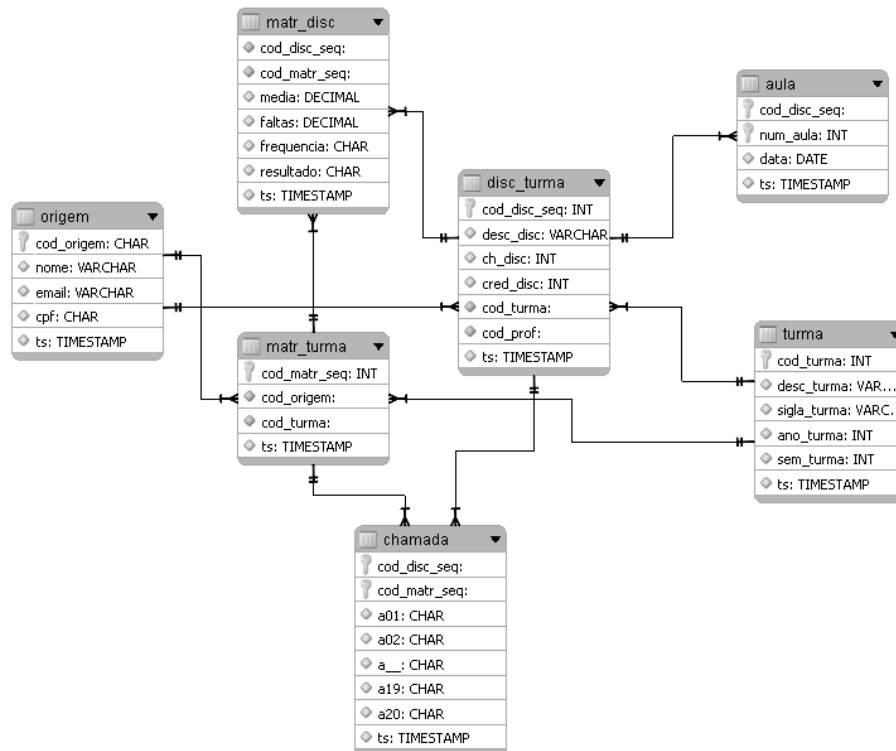 matr_disc
cod_disc_seq:
cod_matr_seq:
media: DECIMAL
faltas: DECIMAL
frequencia: CHAR
resultado: CHAR
ts: TIMESTAMP
aula
cod_disc_seq:
num_aula: INT
data: DATE
ts: TIMESTAMP
disc_turma
cod_disc_seq: INT
desc_disc: VARCHAR
ch_disc: INT
cred_disc: INT
cod_turma:
cod_prof:
ts: TIMESTAMP
origem
cod_origem: CHAR
nome: VARCHAR
email: VARCHAR
cpf: CHAR
ts: TIMESTAMP
turma
cod_turma: INT
desc_turma: VAR...
sigla_turma: VARC.
ano_turma: INT
sem_turma: INT
ts: TIMESTAMP
matr_turma
cod_matr_seq: INT
cod_origem:
cod_turma:
ts: TIMESTAMP
chamada
cod_disc_seq:
cod_matr_seq:
a01: CHAR
a02: CHAR
a__: CHAR
a19: CHAR
a20: CHAR
ts: TIMESTAMP